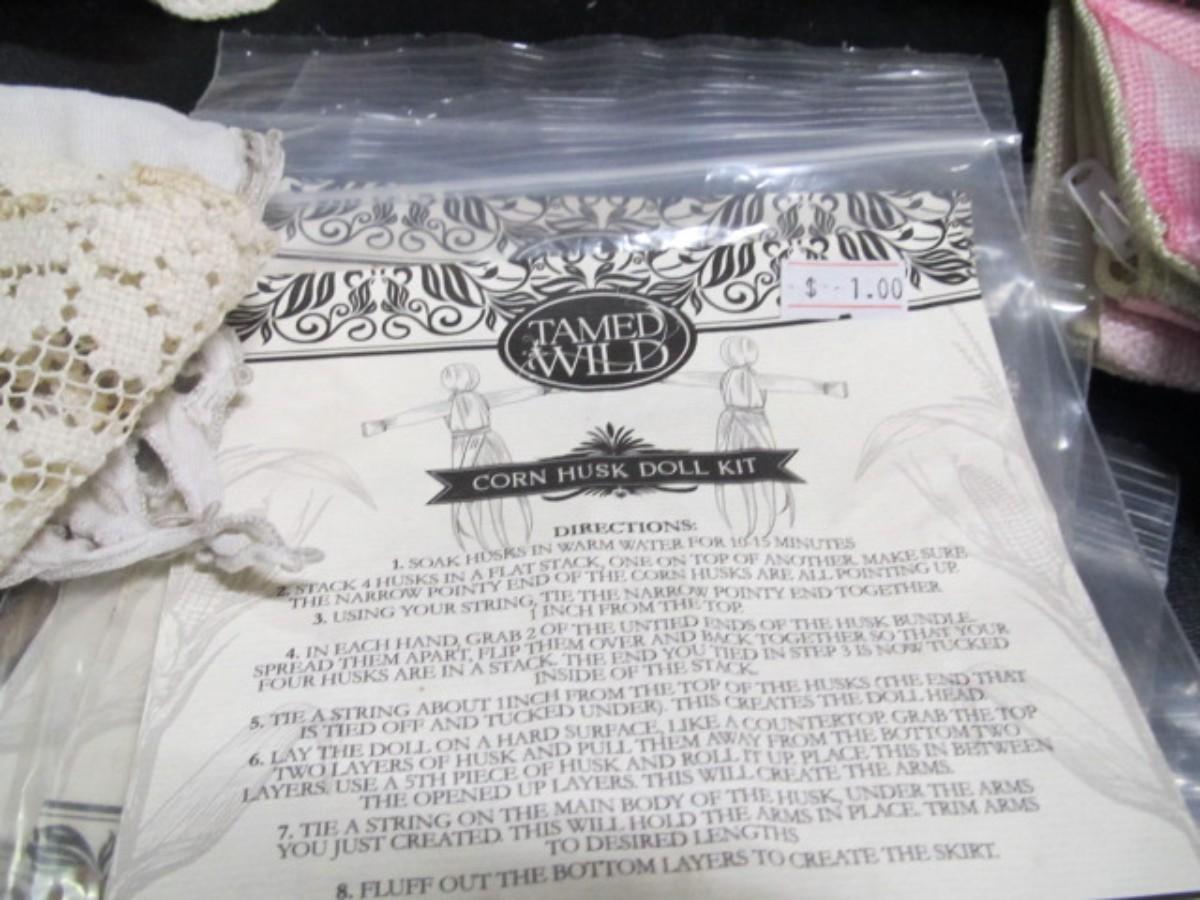 $ 1.00
TAMED
WILD
CORN HUSK DOLL KIT
DIRECTIONS:
1. SOAK HUSKS IN WARM WATER FOR 10-15 MINUTES
2. STACK 4 HUSKS IN A FLAT STACK, ONE ON TOP OF ANOTHER. MAKE SURE
THE NARROW POINTY END OF THE CORN HUSKS ARE ALL POINTING UP.
3. USING YOUR STRING, TIE THE NARROW POINTY END TOGETHER
1 INCH FROM THE TOP.
4. IN EACH HAND, GRAB 2 OF THE UNTIED ENDS OF THE HUSK BUNDLE.
SPREAD THEM APART, FLIP THEM OVER AND BACK TOGETHER SO THAT YOUR
FOUR HUSKS ARE IN A STACK. THE END YOU TIED IN STEP 3 IS NOW TUCKED
INSIDE OF THE STACK.
5. TIE A STRING ABOUT 1INCH FROM THE TOP OF THE HUSKS (THE END THAT
IS TIED OFF AND TUCKED UNDER). THIS CREATES THE DOLL HEAD.
6. LAY THE DOLL ON A HARD SURFACE, LIKE A COUNTERTOP. GRAB THE TOP
TWO LAYERS OF HUSK AND PULL THEM AWAY FROM THE BOTTOM TWO
LAYERS. USE A 5TH PIECE OF HUSK AND ROLL IT UP. PLACE THIS IN BETWEEN
THE OPENED UP LAYERS. THIS WILL CREATE THE ARMS.
7. TIE A STRING ON THE MAIN BODY OF THE HUSK, UNDER THE ARMS
YOU JUST CREATED. THIS WILL HOLD THE ARMS IN PLACE. TRIM ARMS
TO DESIRED LENGTHS
8. FLUFF OUT THE BOTTOM LAYERS TO CREATE THE SKIRT.